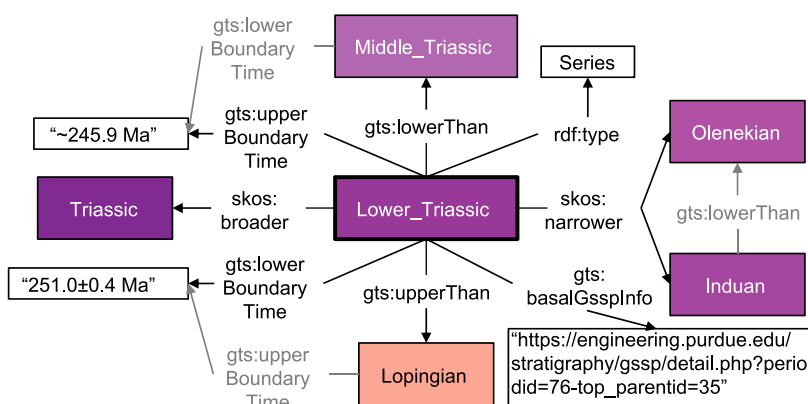 gts:lower
Boundary
Time
Middle_Triassic
Series
"~245.9 Ma"
gts:upper
Boundary
Time
gts:lowerThan
rdf:type
Olenekian
Triassic
skos:
broader
Lower_Triassic
skos:
narrower
gts:lowerThan
"251.0±0.4 Ma"
gts:lower
Boundary
Time
gts:upperThan
gts:
basalGsspInfo
Induan
gts:upper
Boundary
Time
Lopingian
"https://engineering.purdue.edu/
stratigraphy/gssp/detail.php?perio
did=76-top_parentid=35"